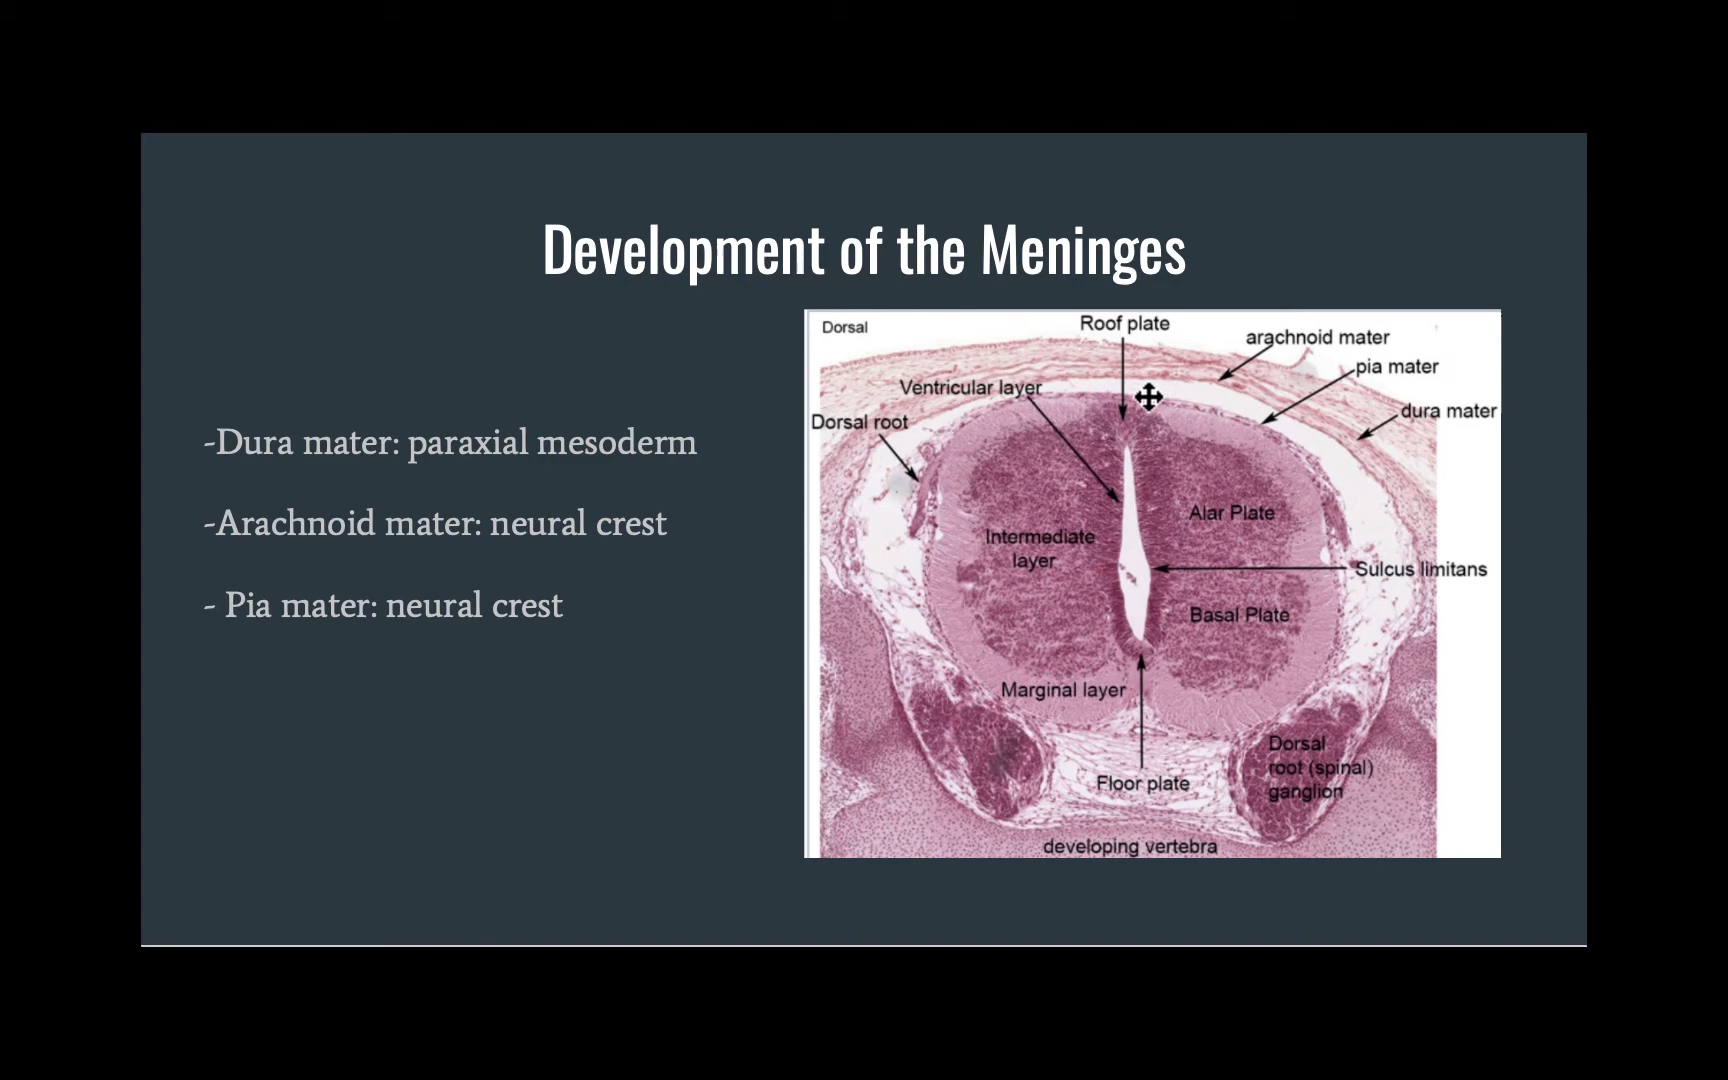 Development of the Meninges
-Dura mater: paraxial mesoderm
-Arachnoid mater: neural crest
- Pia mater: neural crest
Dorsal
Roof plate
arachnoid mater
pia mater
Ventricular layer
dura mater
Dorsal root
Alar Plate
Intermediate
layer
Sulcus limitans
Basal Plate
Marginal layer
Dorsal
root (spinal)
ganglion
Floor plate
developing vertebra